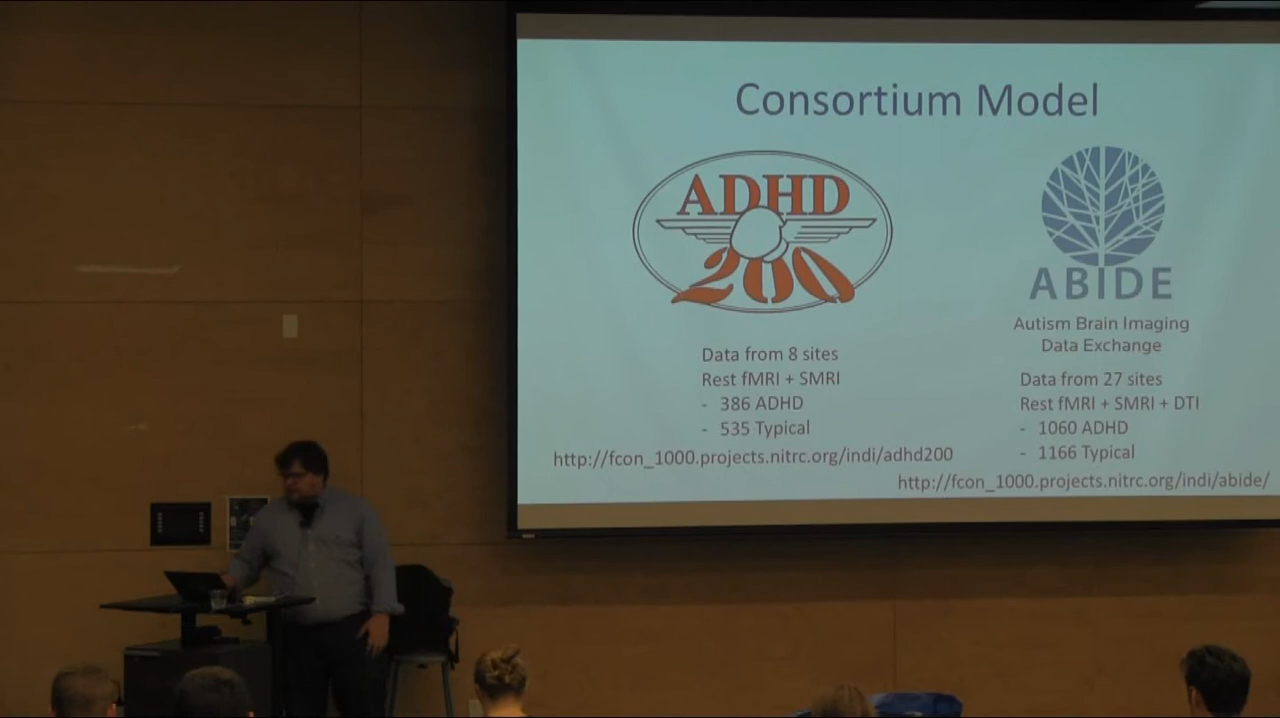 Consortium Model
ADHD
200
Data from 8 sites
Rest fMRI + SMRI
- 386 ADHD
- 535 Typical
http://fcon_1000.projects.nitrc.org/indi/adhd200
ABIDE
Autism Brain Imaging
Data Exchange
Data from 27 sites
Rest fMRI + SMRI + DTI
- 1060 ADHD
- 1166 Typical
http://fcon_1000.projects.nitrc.org/indi/abide/